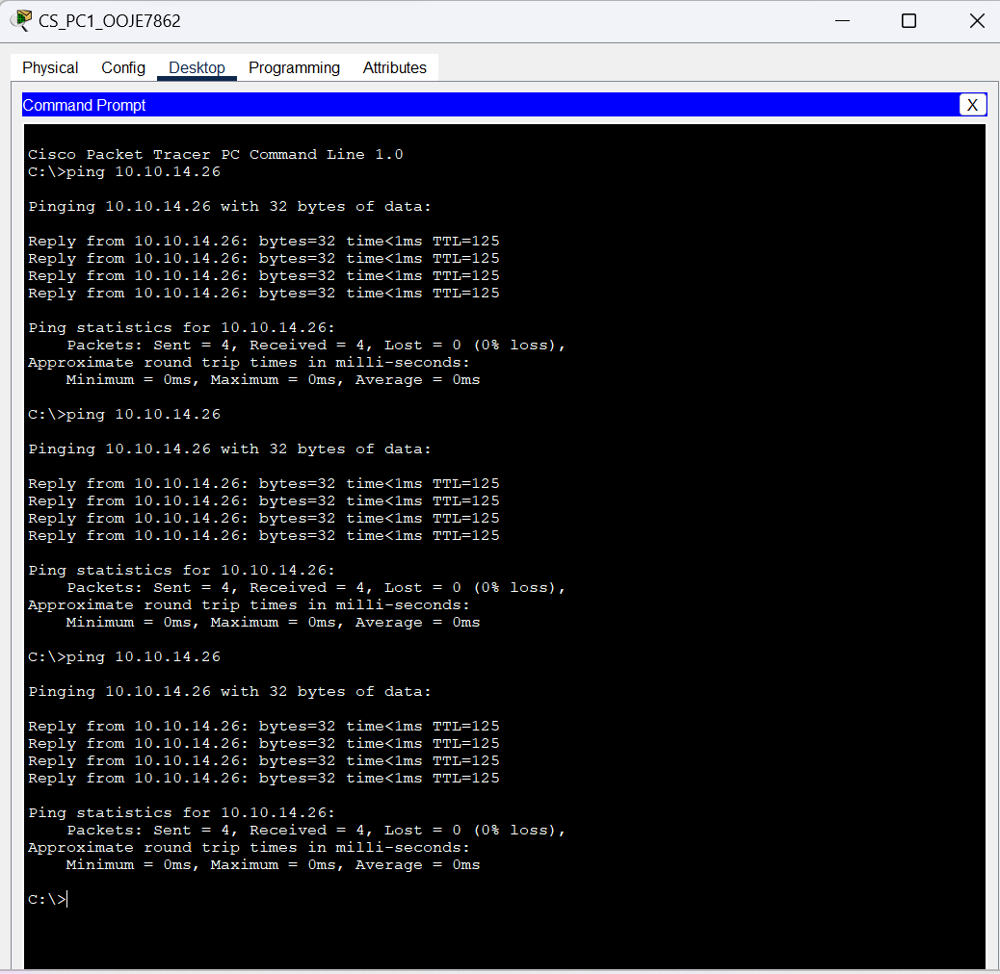 CS_PC1_OOJE7862
Physical Config Desktop Programming Attributes
Command Prompt X
Cisco Packet Tracer PC Command Line 1.0
C:\>ping 10.10.14.26
Pinging 10.10.14.26 with 32 bytes of data:
Reply from 10.10.14.26: bytes=32 time<1ms TTL=125
Reply from 10.10.14.26: bytes=32 time<1ms TTL=125
Reply from 10.10.14.26: bytes=32 time<1ms TTL=125
Reply from 10.10.14.26: bytes=32 time<1ms TTL=125
Ping statistics for 10.10.14.26:
Packets: Sent = 4, Received = 4, Lost = 0 (0% loss),
Approximate round trip times in milli-seconds:
Minimum = 0ms, Maximum = 0ms, Average = 0ms
C:\>ping 10.10.14.26
Pinging 10.10.14.26 with 32 bytes of data:
Reply from 10.10.14.26: bytes=32 time<1ms TTL=125
Reply from 10.10.14.26: bytes=32 time<1ms TTL=125
Reply from 10.10.14.26: bytes=32 time<1ms TTL=125
Reply from 10.10.14.26: bytes=32 time<1ms TTL=125
Ping statistics for 10.10.14.26:
Packets: Sent = 4, Received = 4, Lost = 0 (0% loss),
Approximate round trip times in milli-seconds:
Minimum = 0ms, Maximum = 0ms, Average = 0ms
C:\>ping 10.10.14.26
Pinging 10.10.14.26 with 32 bytes of data:
Reply from 10.10.14.26: bytes=32 time<1ms TTL=125
Reply from 10.10.14.26: bytes=32 time<1ms TTL=125
Reply from 10.10.14.26: bytes=32 time<1ms TTL=125
Reply from 10.10.14.26: bytes=32 time<1ms TTL=125
Ping statistics for 10.10.14.26:
Packets: Sent = 4, Received = 4, Lost = 0 (0% loss),
Approximate round trip times in milli-seconds:
Minimum = 0ms, Maximum = 0ms, Average = 0ms
C:\>